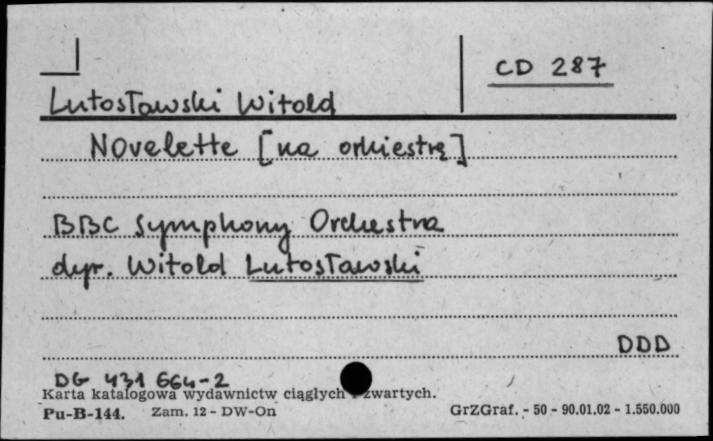 CD 287
Lutosławski Witold
Novelette [na orkiestrę]
BBC Symphony Orchestra
dyr. Witold Lutosławski
DDD
DG 431 664-2
Karta katalogowa wydawnictw ciągłych i zwartych.
Pu-B-144. Zam. 12 - DW-On GrZGraf. - 50 - 90.01.02 - 1.550.000